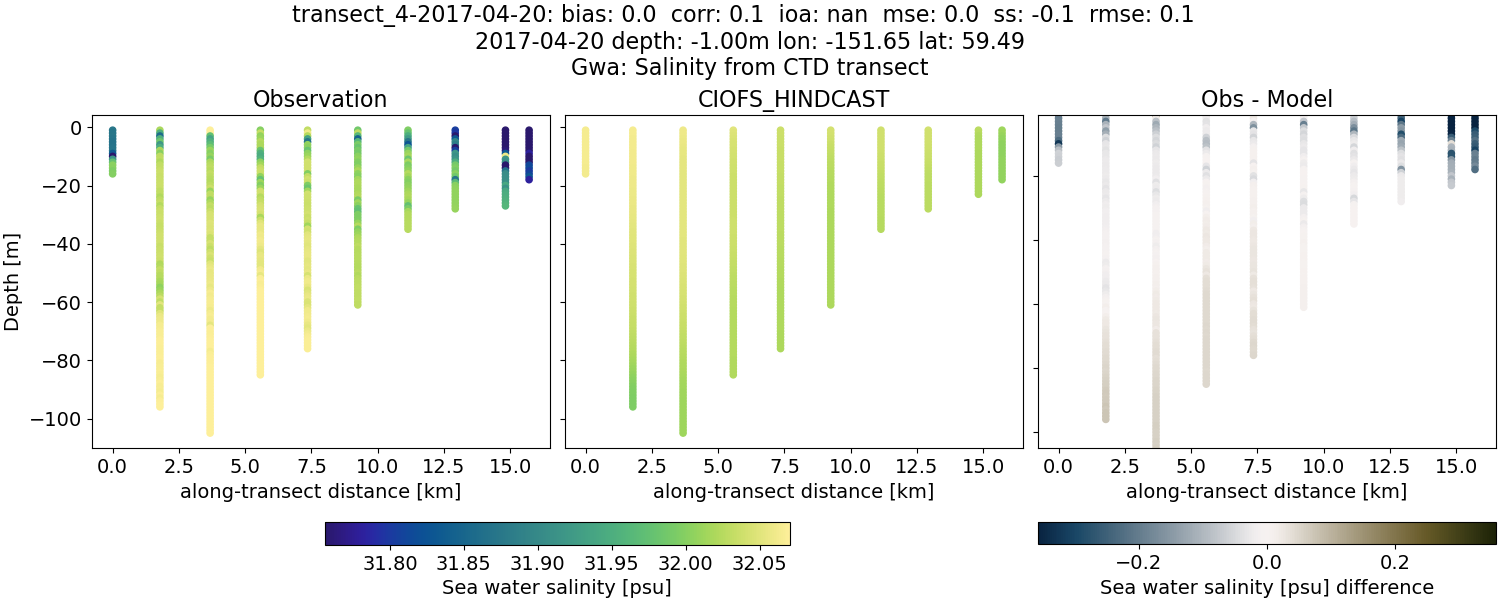 transect_4-2017-04-20: bias: 0.0  corr: 0.1  ioa: nan  mse: 0.0  ss: -0.1  rmse: 0.1
2017-04-20 depth: -1.00m lon: -151.65 lat: 59.49
Gwa: Salinity from CTD transect
Observation
CIOFS_HINDCAST
Obs - Model
Depth [m]
0
−20
−40
−60
−80
−100
0.0 2.5 5.0 7.5 10.0 12.5 15.0
0.0 2.5 5.0 7.5 10.0 12.5 15.0
0.0 2.5 5.0 7.5 10.0 12.5 15.0
along-transect distance [km]
along-transect distance [km]
along-transect distance [km]
31.80 31.85 31.90 31.95 32.00 32.05
Sea water salinity [psu]
−0.2 0.0 0.2
Sea water salinity [psu] difference